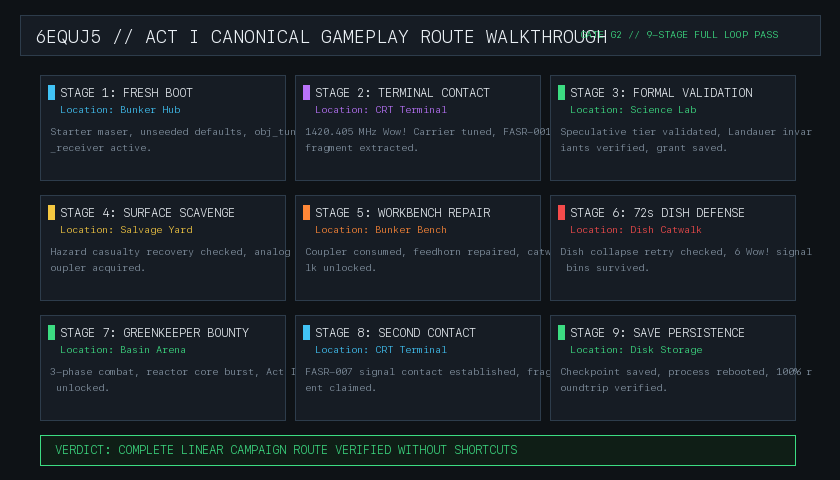 6EQUJ5 // ACT I CANONICAL GAMEPLAY ROUTE WALKTHROUGH
G2 // 9—STAGE FULL LOOP PASS
STAGE 1: FRESH BOOT
Location: Bunker Hub
Starter maser, unseeded defaults, obj_tun
_receiver active.
STAGE 2: TERMINAL CONTACT
Location: CRT Terminal
1420.405 MHz Wow! Carrier tuned, FASR—001
fragment extracted.
STAGE 3: FORMAL VALIDATION
Location: Science Lab
Speculative tier validated, Landauer invar
iants verified, grant saved.
STAGE 4: SURFACE SCAVENGE
Location: Salvage Yard
Hazard casualty recovery checked, analog
oupler acquired.
STAGE 5: WORKBENCH REPAIR
Location: Bunker Bench
Coupler consumed, feedhorn repaired, catw
lk unlocked.
STAGE 6: 72s DISH DEFENSE
Location: Dish Catwalk
Dish collapse retry checked, 6 Wow! signal
bins survived.
STAGE 7: GREENKEEPER BOUNTY
Location: Basin Arena
3—phase combat, reactor core burst, Act I
unlocked.
STAGE 8: SECOND CONTACT
Location: CRT Terminal
FASR—007 signal contact established, frag
ent claimed.
STAGE 9: SAVE PERSISTENCE
Location: Disk Storage
Checkpoint saved, process rebooted, 100% r
oundtrip verified.
VERDICT: COMPLETE LINEAR CAMPAIGN ROUTE VERIFIED WITHOUT SHORTCUTS